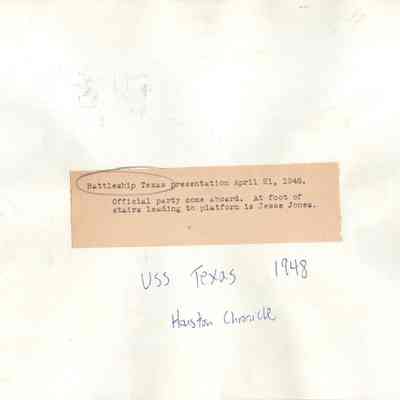 Battleship Texas presentation April 21, 1948.
Official party come aboard. At foot of
stairs leading to platform is Jesse Jones.
USS Texas 1948
Houston Chronicle